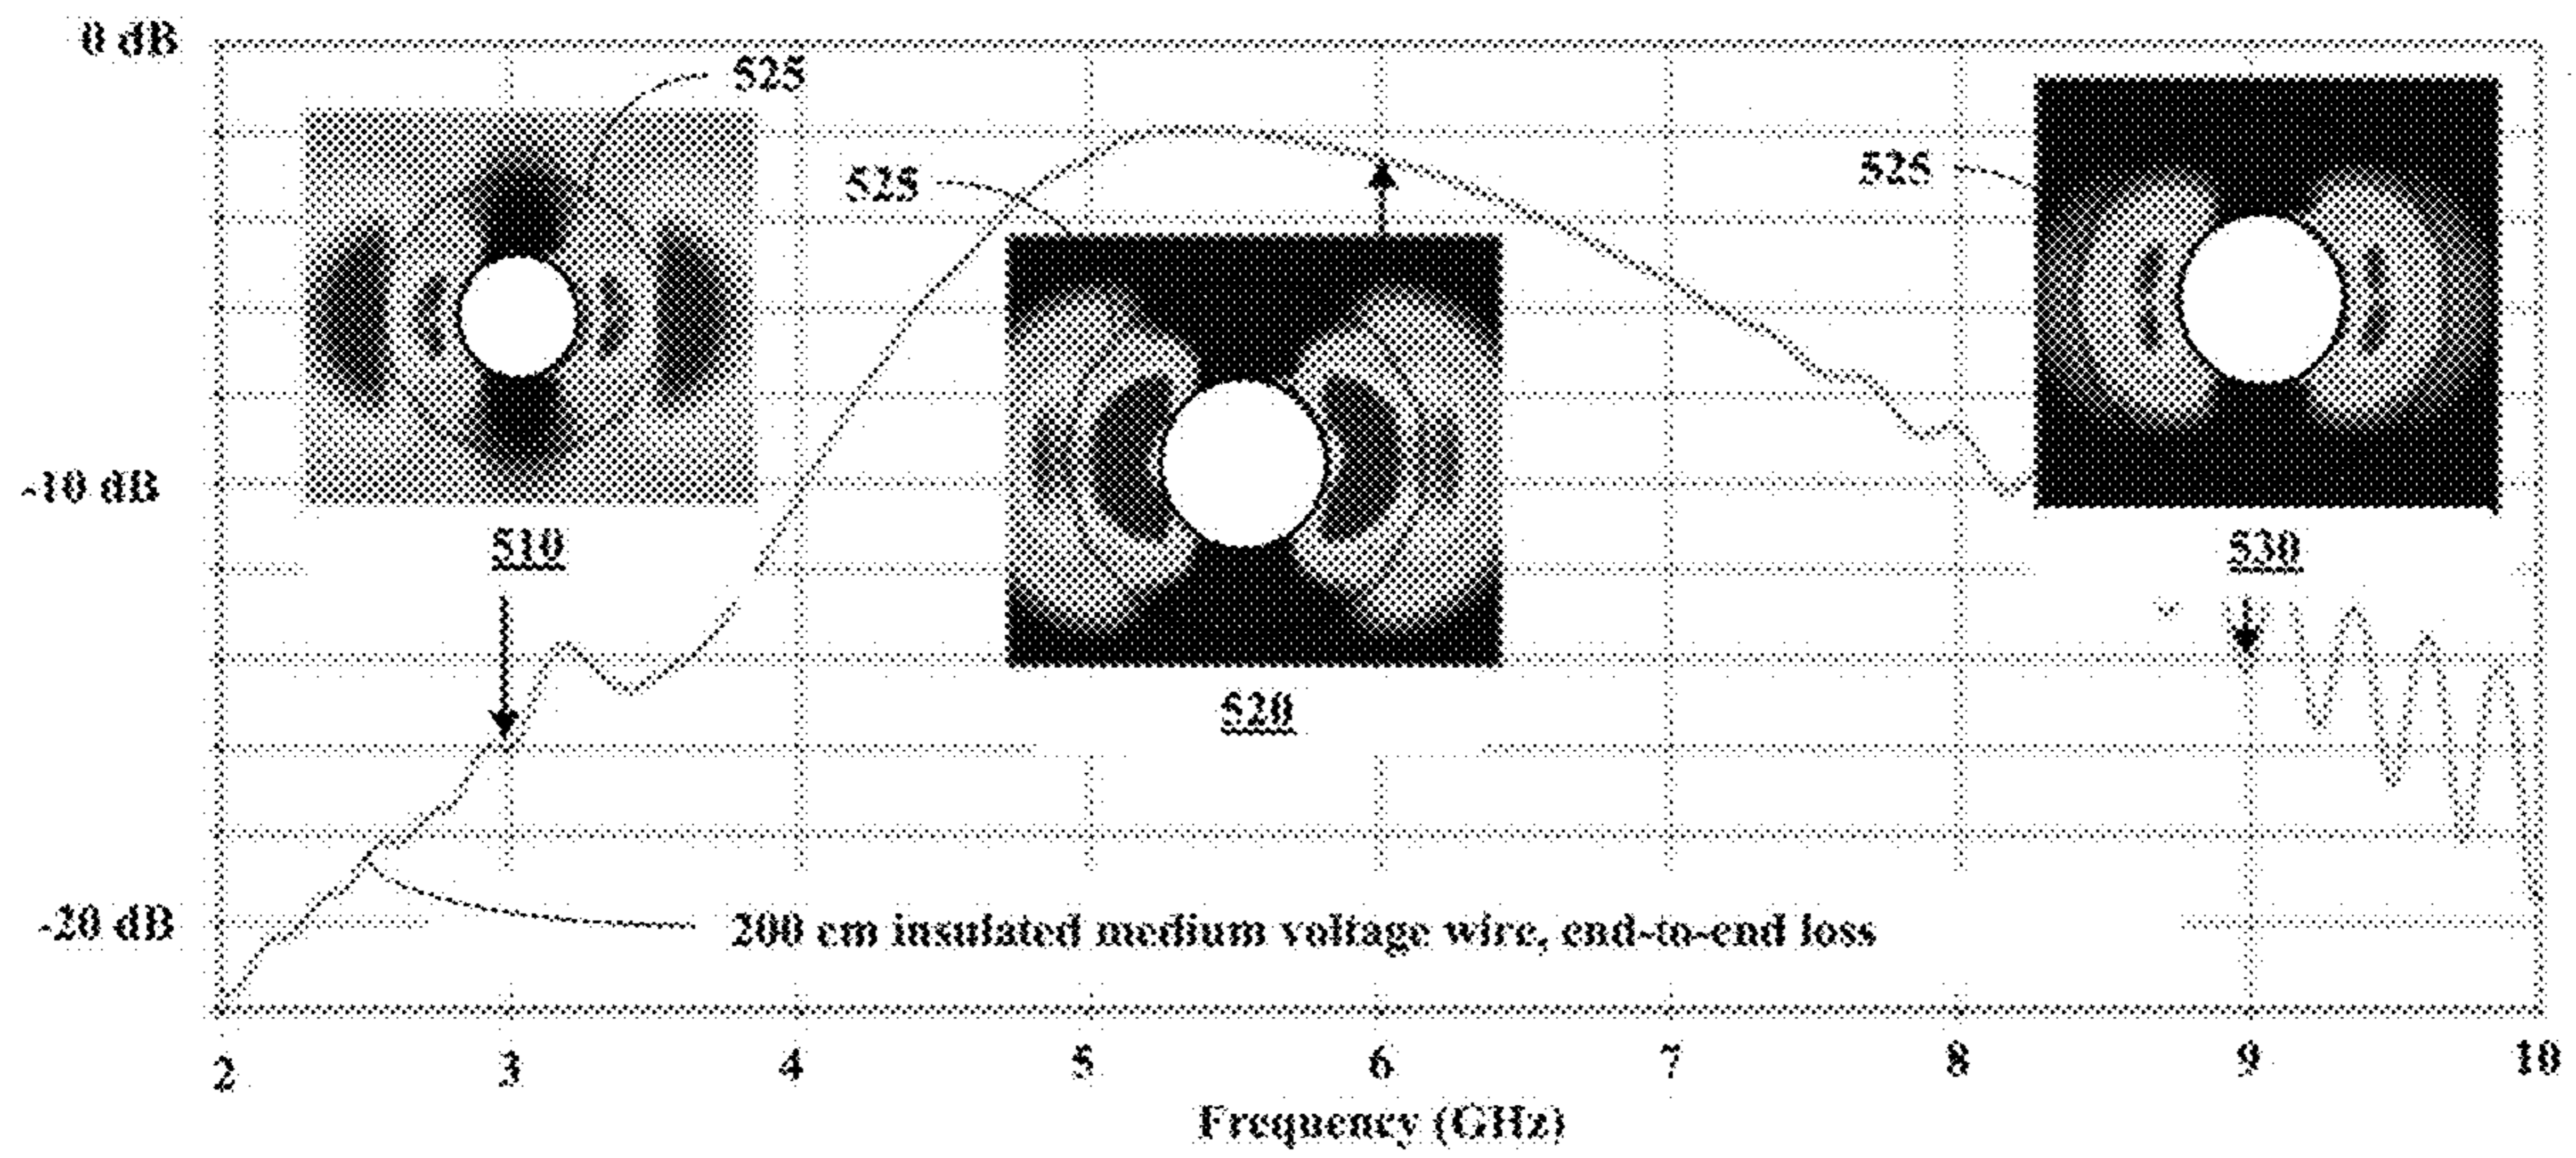 0 dB
525
525
525
-10 dB
510
530
520
-20 dB
200 cm insulated medium voltage wire, end-to-end loss
2 3 4 5 6 7 8 9 10
Frequency (GHz)